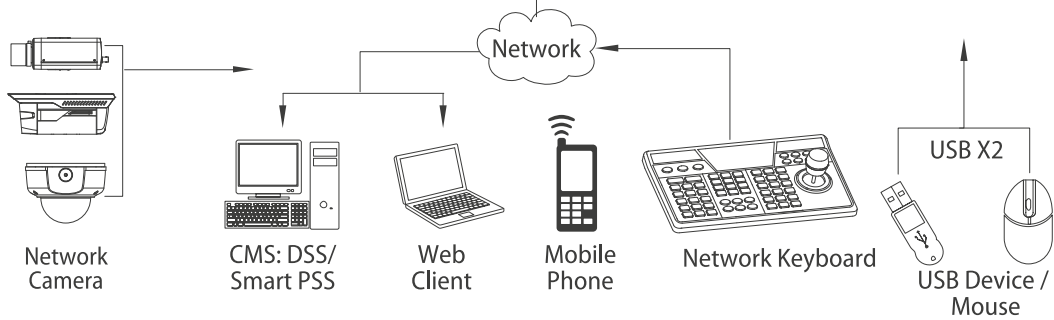 Network
USB X2
Network
Camera
CMS: DSS/
Smart PSS
Web
Client
Mobile
Phone
Network Keyboard
USB Device /
Mouse